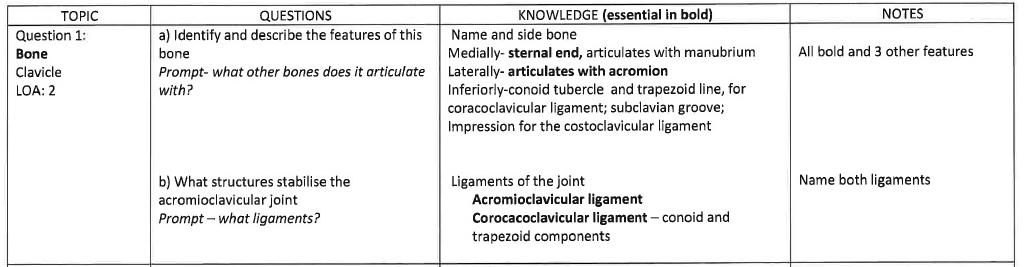 TOPIC
QUESTIONS
KNOWLEDGE (essential in bold)
NOTES
Question 1:
Bone
Clavicle
LOA: 2
a) Identify and describe the features of this
bone
Prompt- what other bones does it articulate
with?
Name and side bone
Medially- sternal end, articulates with manubrium
Laterally- articulates with acromion
Inferiorly-conoid tubercle and trapezoid line, for
coracoclavicular ligament; subclavian groove;
Impression for the costoclavicular ligament
All bold and 3 other features
b) What structures stabilise the
acromioclavicular joint
Prompt – what ligaments?
Ligaments of the joint
Acromioclavicular ligament
Corocacoclavicular ligament – conoid and
trapezoid components
Name both ligaments